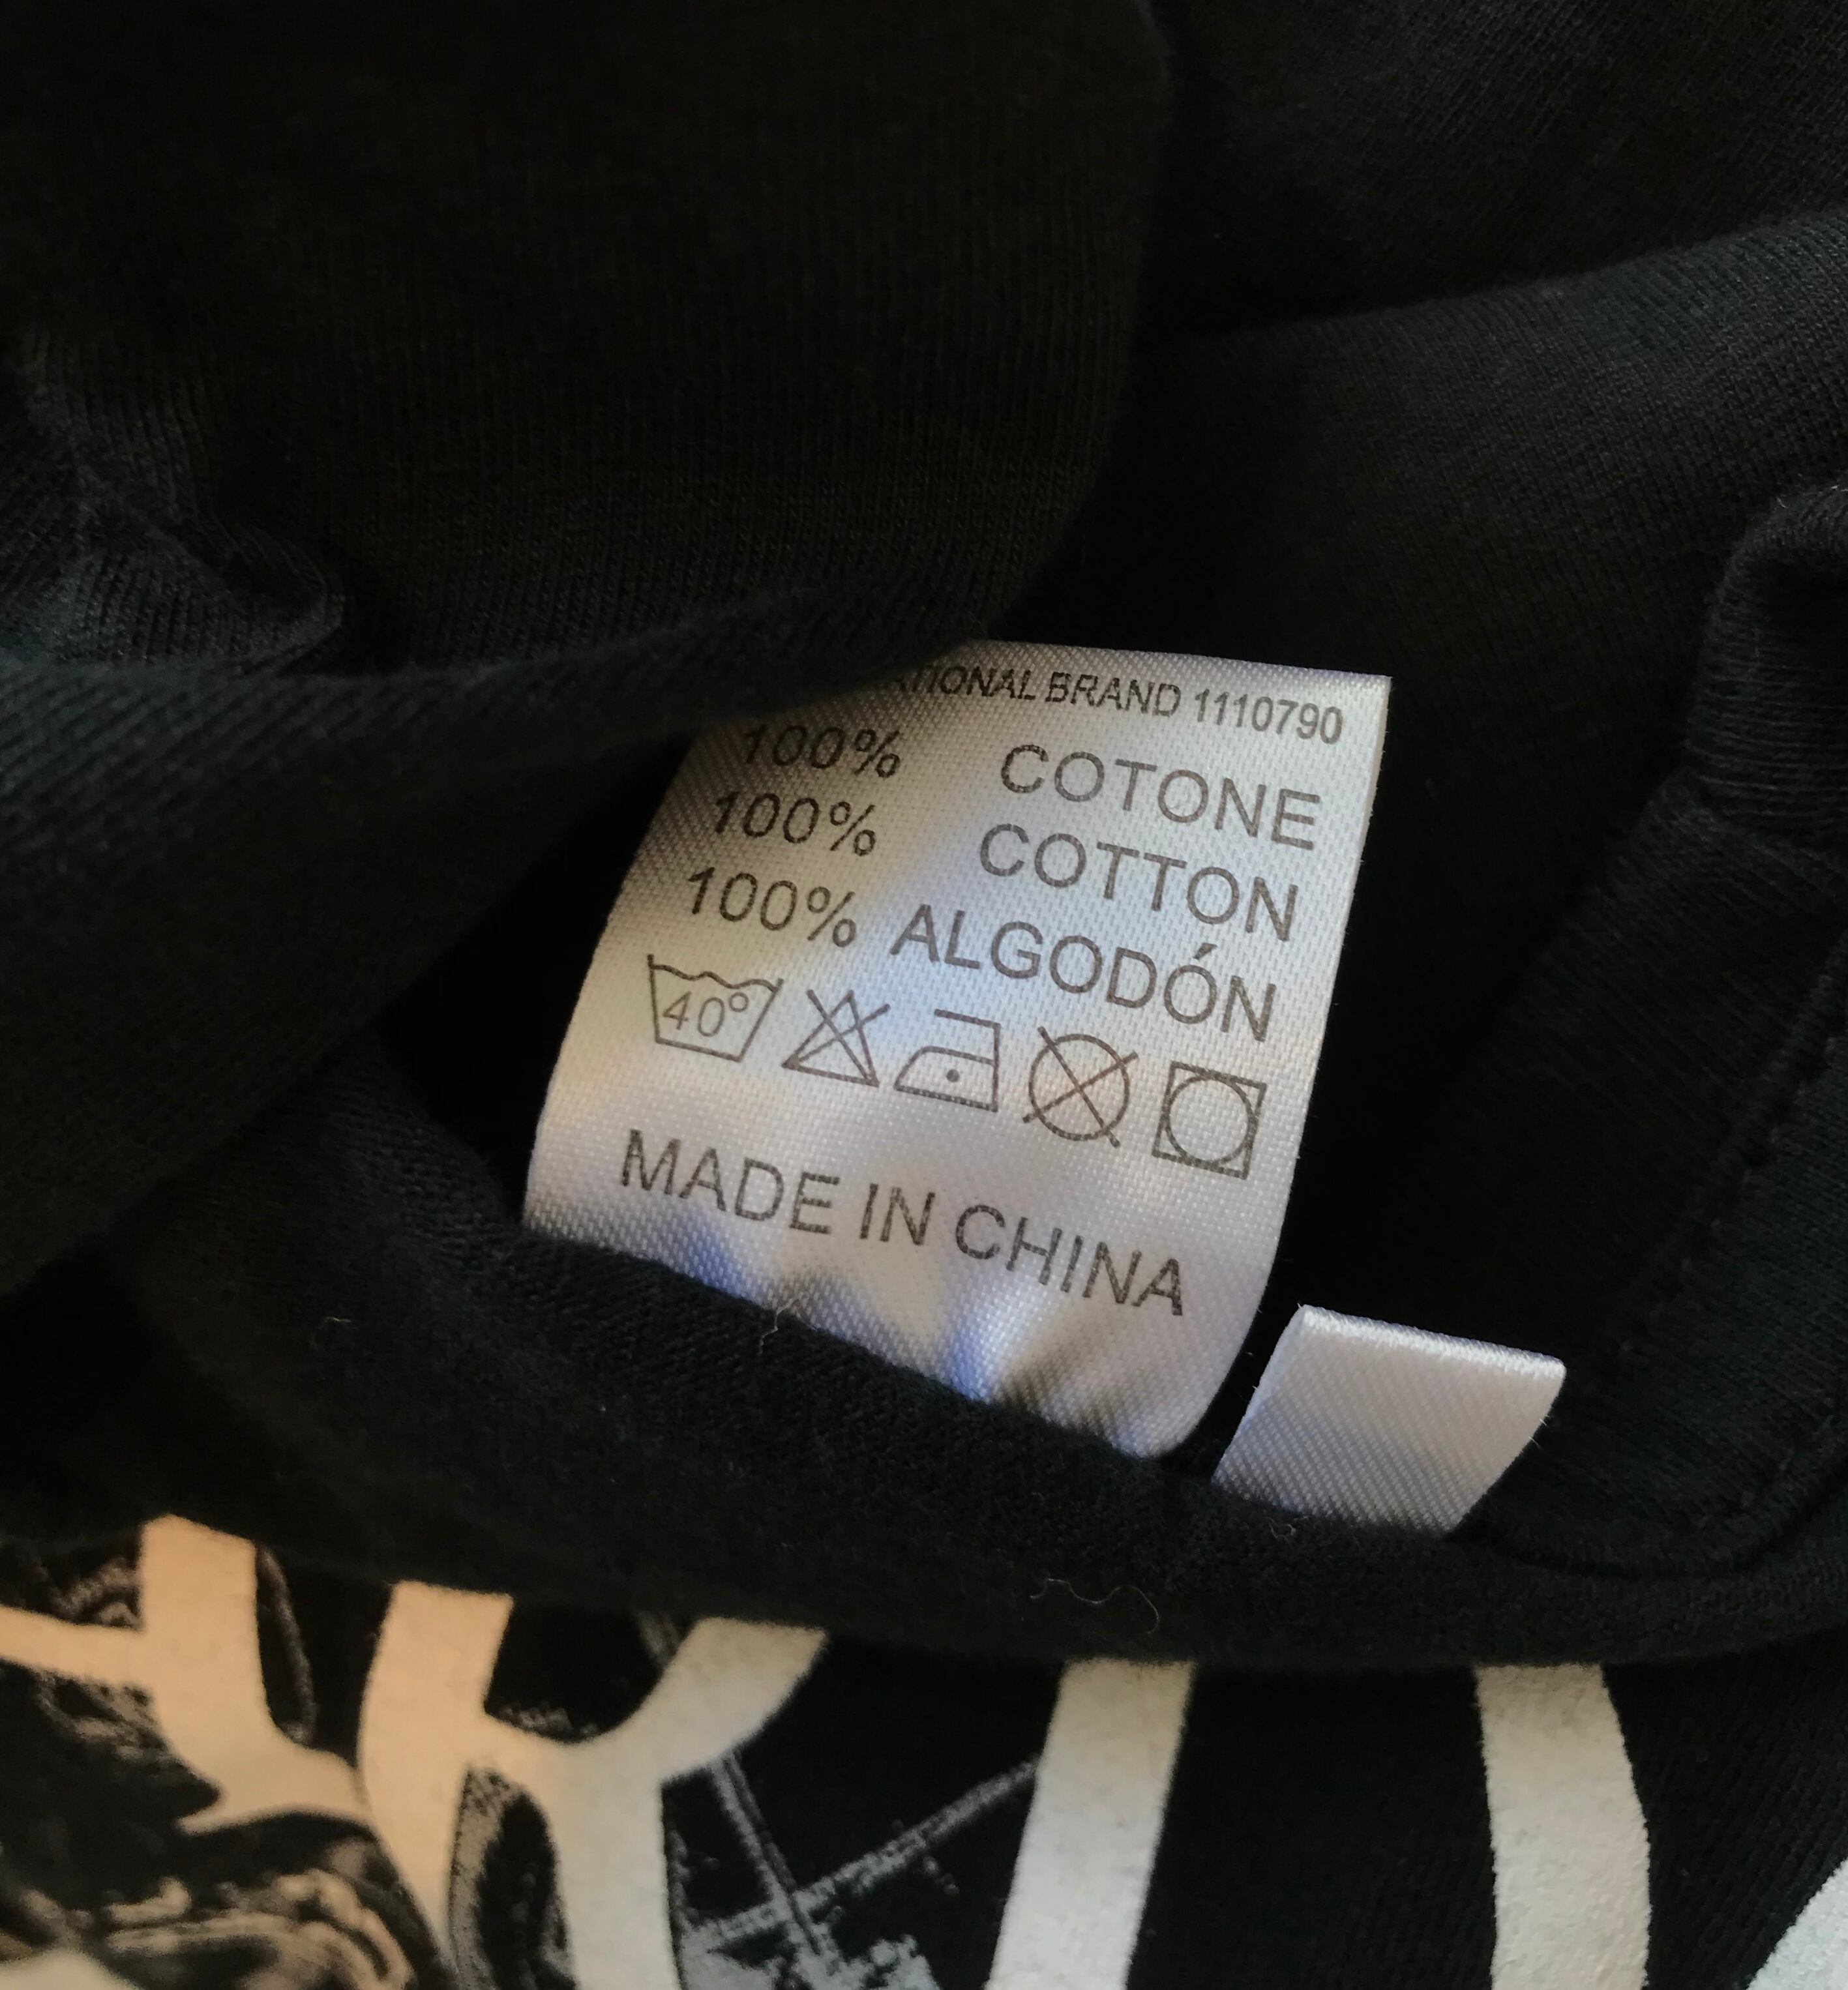 BRAND 1110790
100% COTONE
100% COTTON
100% ALGODÓN
40°
MADE IN CHINA